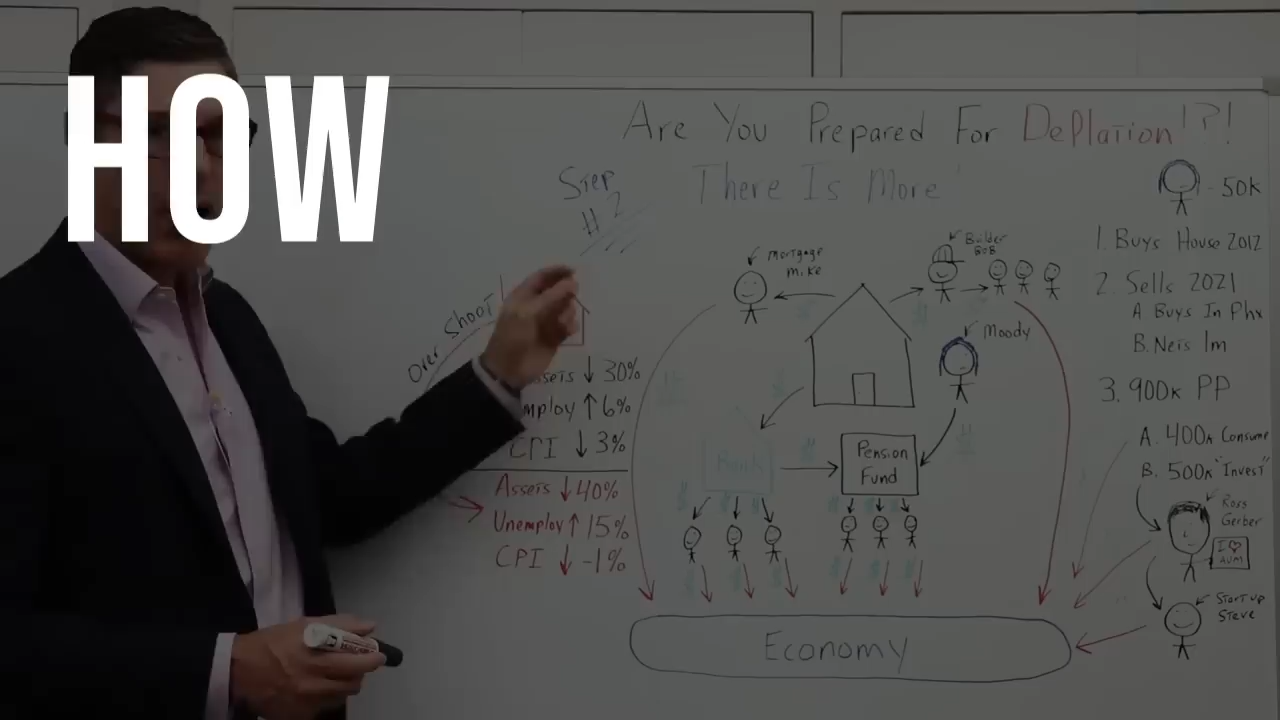 HOW
Are You Prepared For Deflation!?!
There Is More
Step
#2
50k
1. Buys House 2012
2. Sells 2021
A Buys In Phx
B. Nets 1m
3. 900k PP
A. 400k Consume
B. 500k "Invest"
Ross
Gerber
I ♡
AUM
Start up
Steve
Mortgage
Mike
Builder
BOB
Moody
Over Shoot!
Assets ↓ 30%
Employ ↑ 6%
CPI ↓ 3%
Assets ↓ 40%
Unemploy ↑ 15%
CPI ↓ -1%
Bank
Pension
Fund
Economy